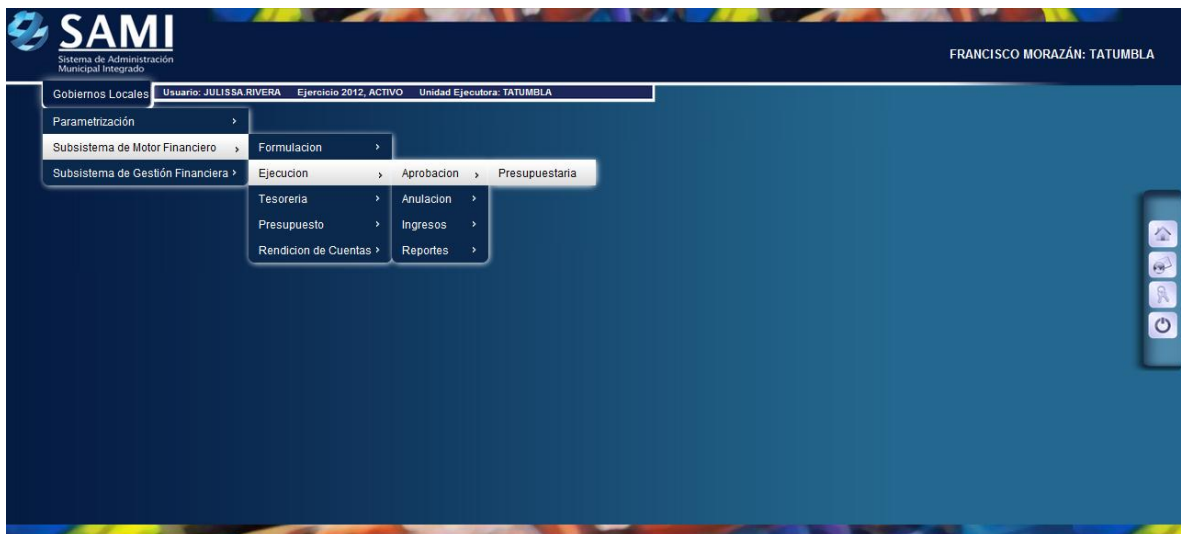 SAMI
Sistema de Administración
Municipal Integrado
FRANCISCO MORAZÁN: TATUMBLA
Gobiernos Locales
Usuario: JULISSA.RIVERA Ejercicio 2012, ACTIVO Unidad Ejecutora: TATUMBLA
Parametrización
Subsistema de Motor Financiero
Formulacion
Subsistema de Gestión Financiera
Ejecucion
Aprobacion
Presupuestaria
Tesoreria
Anulacion
Presupuesto
Ingresos
Rendicion de Cuentas
Reportes